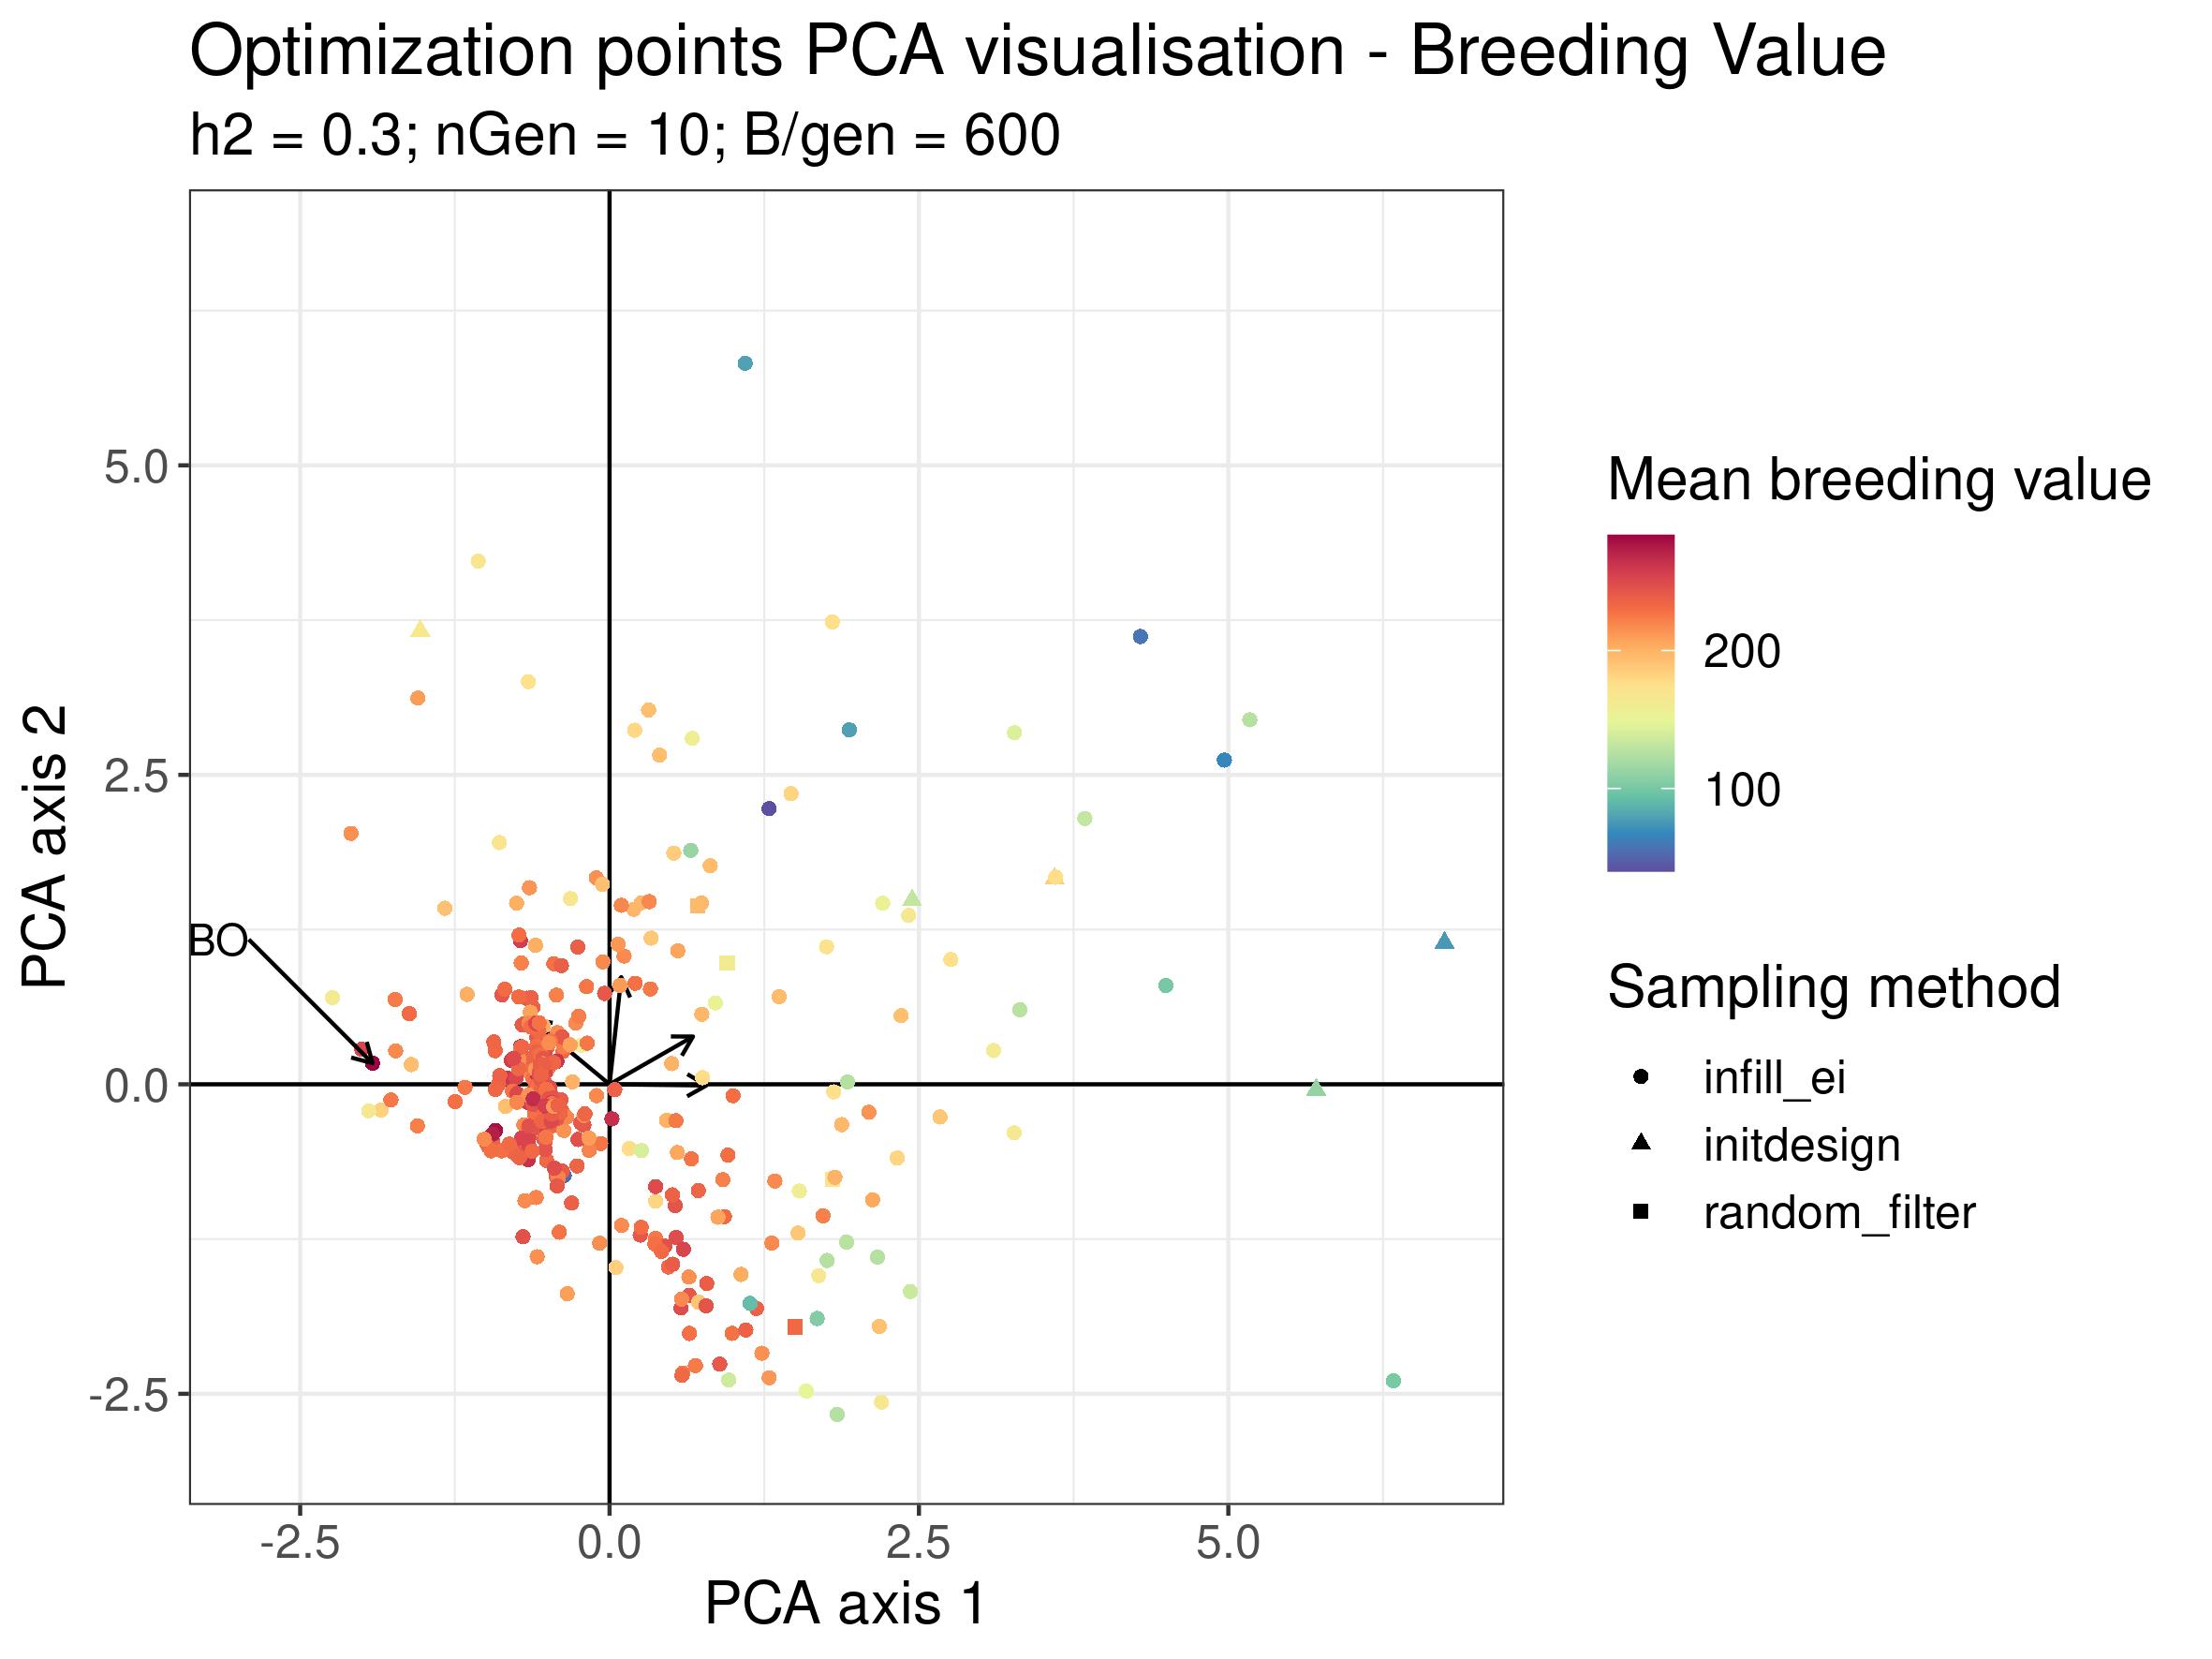 Optimization points PCA visualisation - Breeding Value
h2 = 0.3; nGen = 10; B/gen = 600
PCA axis 2
5.0
2.5
0.0
-2.5
BO
-2.5
0.0
2.5
5.0
PCA axis 1
Mean breeding value
200
100
Sampling method
infill_ei
initdesign
random_filter